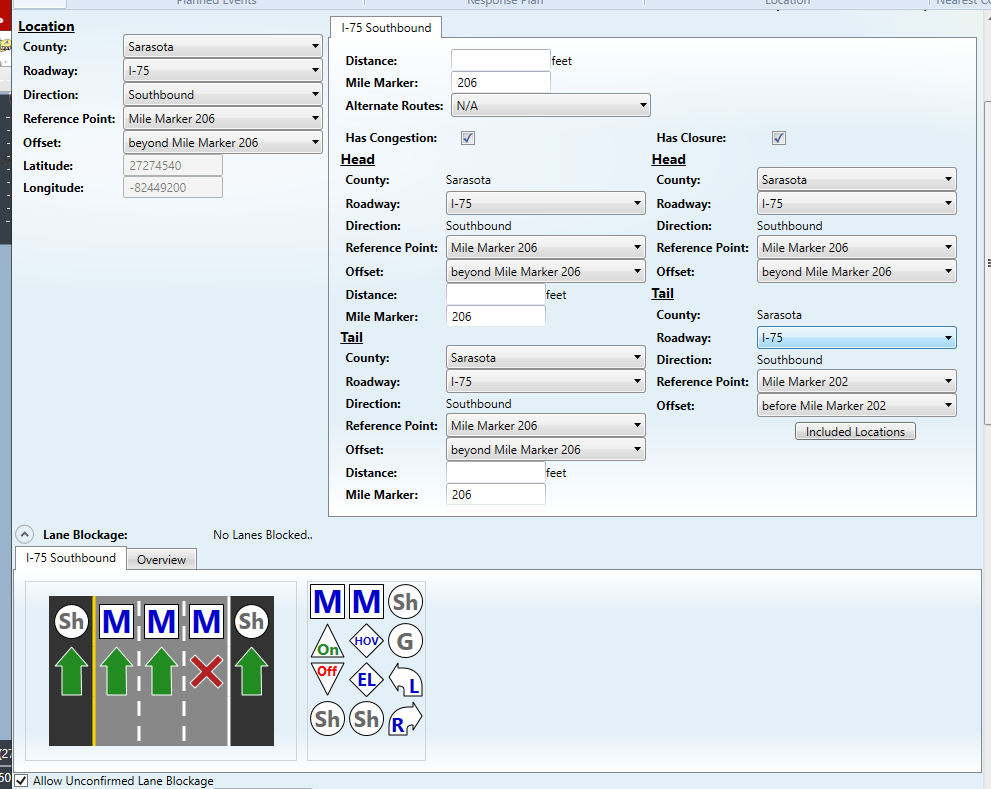 Planned Events Response Plan Location Nearest
Location
County: Sarasota
Roadway: I-75
Direction: Southbound
Reference Point: Mile Marker 206
Offset: beyond Mile Marker 206
Latitude: 27274540
Longitude: -82449200
I-75 Southbound
Distance: feet
Mile Marker: 206
Alternate Routes: N/A
Has Congestion:
Head
County: Sarasota
Roadway: I-75
Direction: Southbound
Reference Point: Mile Marker 206
Offset: beyond Mile Marker 206
Distance: feet
Mile Marker: 206
Tail
County: Sarasota
Roadway: I-75
Direction: Southbound
Reference Point: Mile Marker 206
Offset: beyond Mile Marker 206
Distance: feet
Mile Marker: 206
Has Closure:
Head
County: Sarasota
Roadway: I-75
Direction: Southbound
Reference Point: Mile Marker 206
Offset: beyond Mile Marker 206
Tail
County: Sarasota
Roadway: I-75
Direction: Southbound
Reference Point: Mile Marker 202
Offset: before Mile Marker 202
Included Locations
Lane Blockage: No Lanes Blocked..
I-75 Southbound Overview
Sh M M M Sh
M M Sh
On HOV G
Off EL L
Sh Sh R
Allow Unconfirmed Lane Blockage